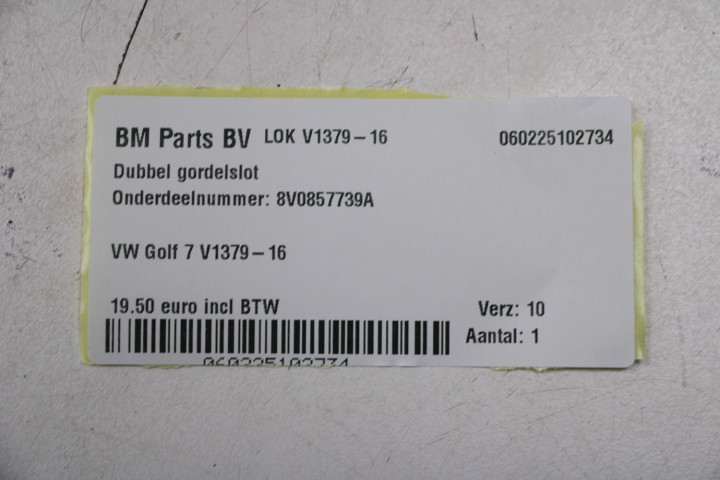 BM Parts BV LOK V1379-16 060225102734
Dubbel gordelslot
Onderdeelnummer: 8V0857739A
VW Golf 7 V1379-16
19.50 euro incl BTW Verz: 10
Aantal: 1
060225102734